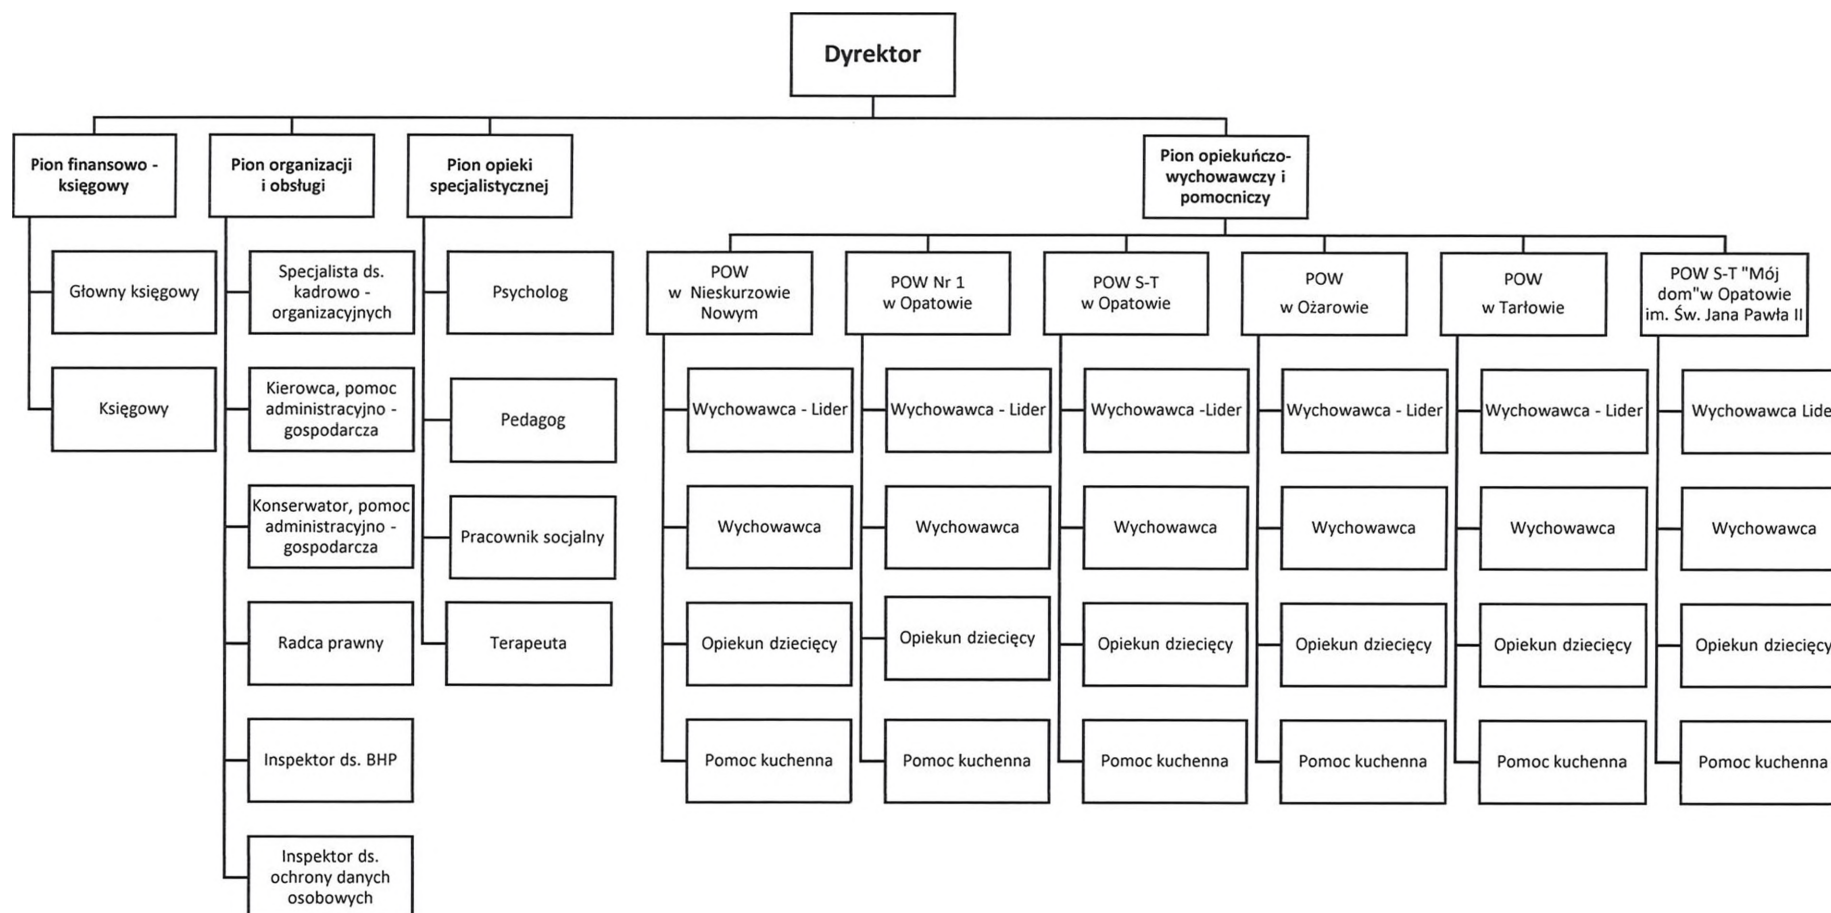 Dyrektor
Pion finansowo -
księgowy
Pion organizacji
i obsługi
Pion opieki
specjalistycznej
Pion opiekuńczo-
wychowawczy i
pomocniczy
Głowny księgowy
Księgowy
Specjalista ds.
kadrowo -
organizacyjnych
Kierowca, pomoc
administracyjno -
gospodarcza
Konserwator, pomoc
administracyjno -
gospodarcza
Radca prawny
Inspektor ds. BHP
Inspektor ds.
ochrony danych
osobowych
Psycholog
Pedagog
Pracownik socjalny
Terapeuta
POW
w Nieskurzowie
Nowym
Wychowawca - Lider
Wychowawca
Opiekun dziecięcy
Pomoc kuchenna
POW Nr 1
w Opatowie
Wychowawca - Lider
Wychowawca
Opiekun dziecięcy
Pomoc kuchenna
POW S-T
w Opatowie
Wychowawca -Lider
Wychowawca
Opiekun dziecięcy
Pomoc kuchenna
POW
w Ożarowie
Wychowawca - Lider
Wychowawca
Opiekun dziecięcy
Pomoc kuchenna
POW
w Tarłowie
Wychowawca - Lider
Wychowawca
Opiekun dziecięcy
Pomoc kuchenna
POW S-T "Mój
dom"w Opatowie
im. Św. Jana Pawła II
Wychowawca Lide
Wychowawca
Opiekun dziecięcy
Pomoc kuchenna